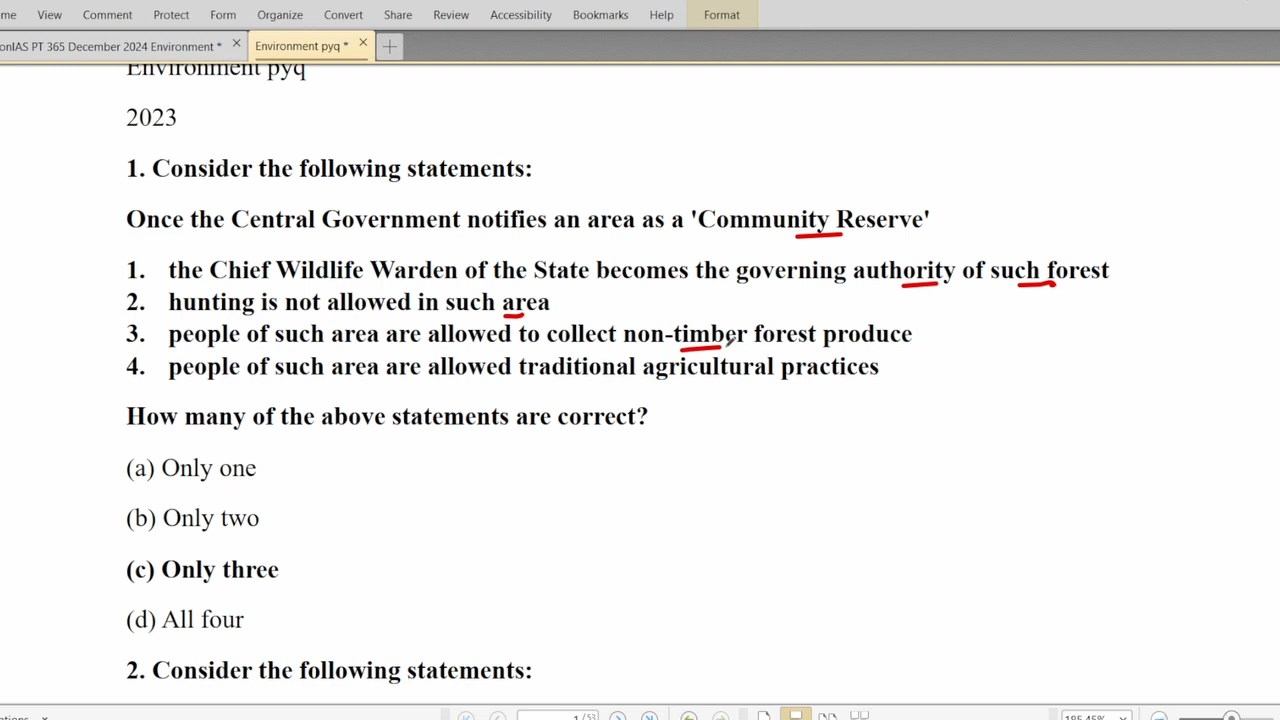 View Comment Protect Form Organize Convert Share Review Accessibility Bookmarks Help Format
onIAS PT 365 December 2024 Environment * Environment pyq *
Environment pyq
2023
1. Consider the following statements:
Once the Central Government notifies an area as a 'Community Reserve'
1. the Chief Wildlife Warden of the State becomes the governing authority of such forest
2. hunting is not allowed in such area
3. people of such area are allowed to collect non-timber forest produce
4. people of such area are allowed traditional agricultural practices
How many of the above statements are correct?
(a) Only one
(b) Only two
(c) Only three
(d) All four
2. Consider the following statements:
1 / 53 185.45%